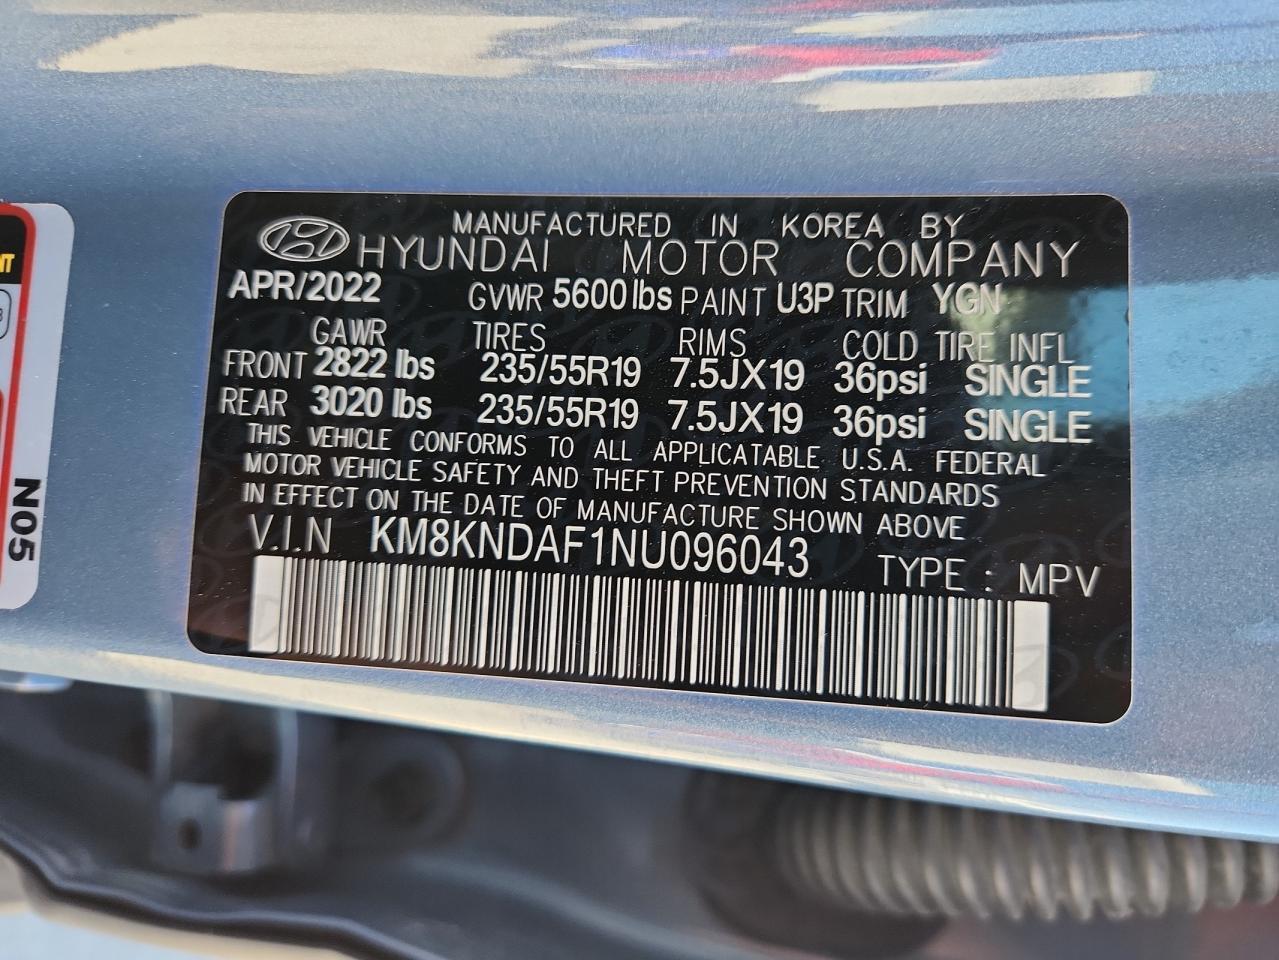 MANUFACTURED IN KOREA BY
HYUNDAI MOTOR COMPANY
APR/2022 GVWR 5600 lbs PAINT U3P TRIM YGN
GAWR TIRES RIMS COLD TIRE INFL
FRONT 2822 lbs 235/55R19 7.5JX19 36psi SINGLE
REAR 3020 lbs 235/55R19 7.5JX19 36psi SINGLE
THIS VEHICLE CONFORMS TO ALL APPLICATABLE U.S.A. FEDERAL
MOTOR VEHICLE SAFETY AND THEFT PREVENTION STANDARDS
IN EFFECT ON THE DATE OF MANUFACTURE SHOWN ABOVE
V.I.N KM8KNDAF1NU096043 TYPE : MPV
N05